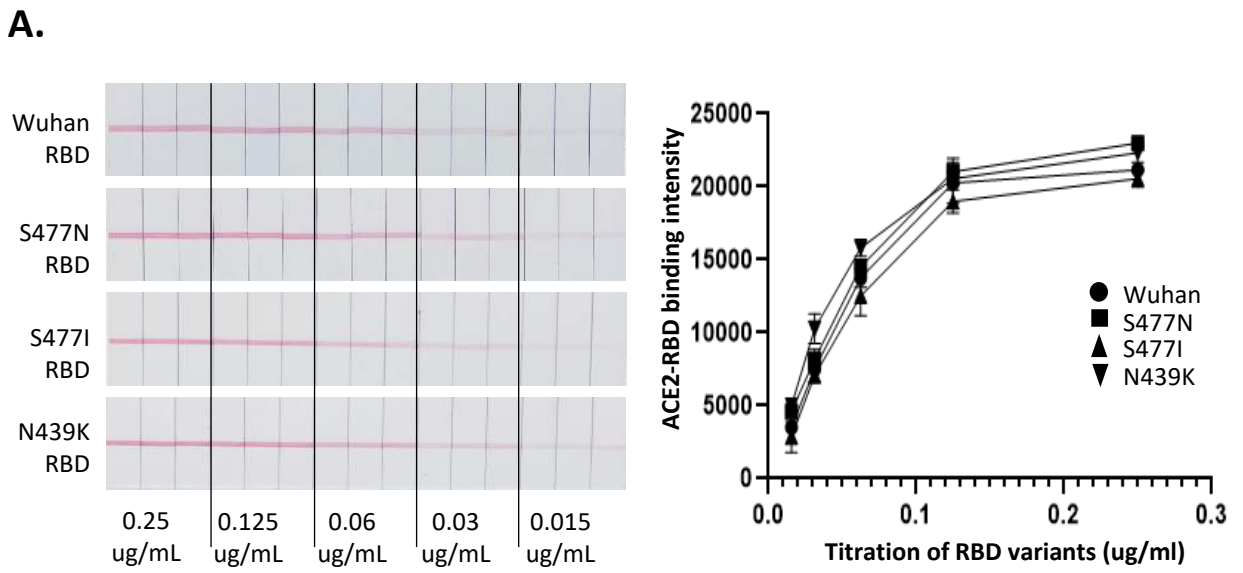 A.
Wuhan
RBD
S477N
RBD
S477I
RBD
N439K
RBD
0.25
ug/mL
0.125
ug/mL
0.06
ug/mL
0.03
ug/mL
0.015
ug/mL
ACE2-RBD binding intensity
25000
20000
15000
10000
5000
0
0.0
0.1
0.2
0.3
Titration of RBD variants (ug/ml)
Wuhan
S477N
S477I
N439K